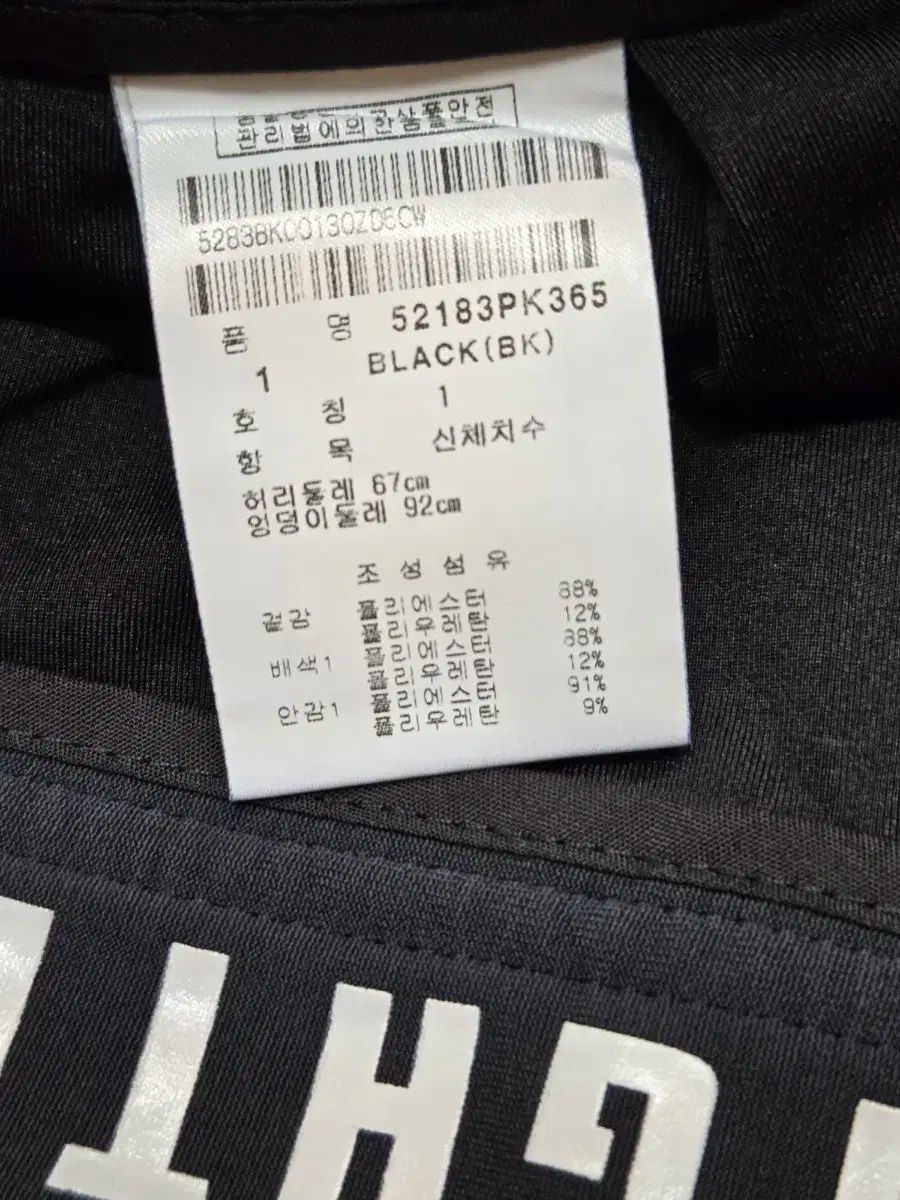 관리법에의한상품품안전
5283BK00130ZD6CW
품 명 52183PK365
1 BLACK(BK)
호 칭 1
항 목 신체치수
허리둘레 67㎝
엉덩이둘레 92㎝
조 성 섬 유
겉감 폴리에스터 88%
폴리우레탄 12%
배색1 폴리에스터 88%
폴리우레탄 12%
안감1 폴리에스터 91%
폴리우레탄 9%
GHT